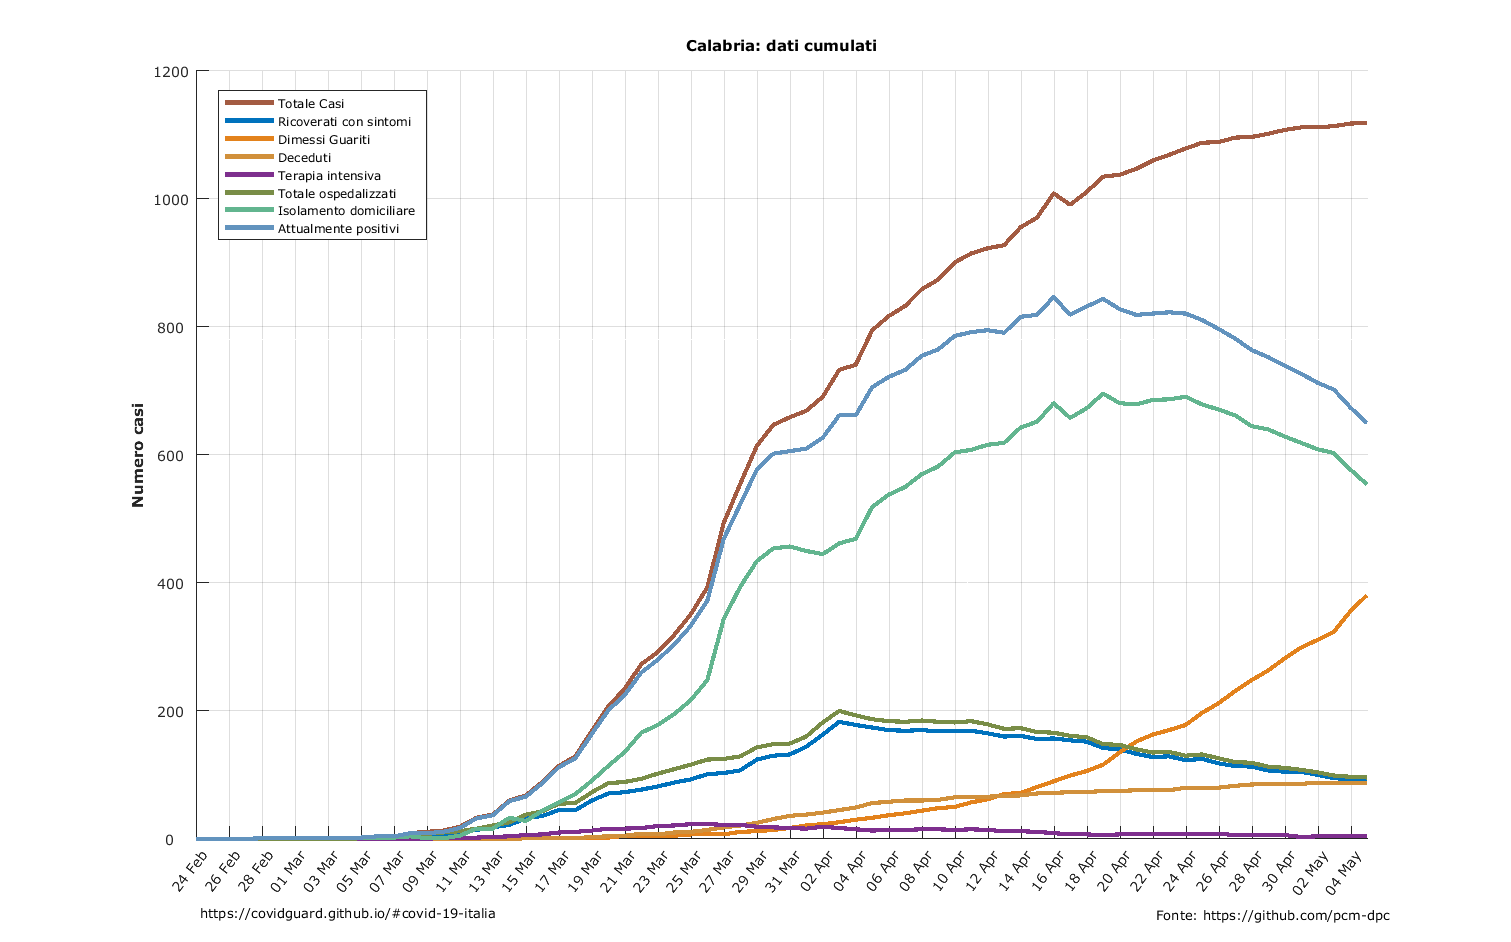 Calabria: dati cumulati
1200
1000
800
600
400
200
0
Numero casi
Totale Casi
Ricoverati con sintomi
Dimessi Guariti
Deceduti
Terapia intensiva
Totale ospedalizzati
Isolamento domiciliare
Attualmente positivi
24 Feb
26 Feb
28 Feb
01 Mar
03 Mar
05 Mar
07 Mar
09 Mar
11 Mar
13 Mar
15 Mar
17 Mar
19 Mar
21 Mar
23 Mar
25 Mar
27 Mar
29 Mar
31 Mar
02 Apr
04 Apr
06 Apr
08 Apr
10 Apr
12 Apr
14 Apr
16 Apr
18 Apr
20 Apr
22 Apr
24 Apr
26 Apr
28 Apr
30 Apr
02 May
04 May
https://covidguard.github.io/#covid-19-italia
Fonte: https://github.com/pcm-dpc